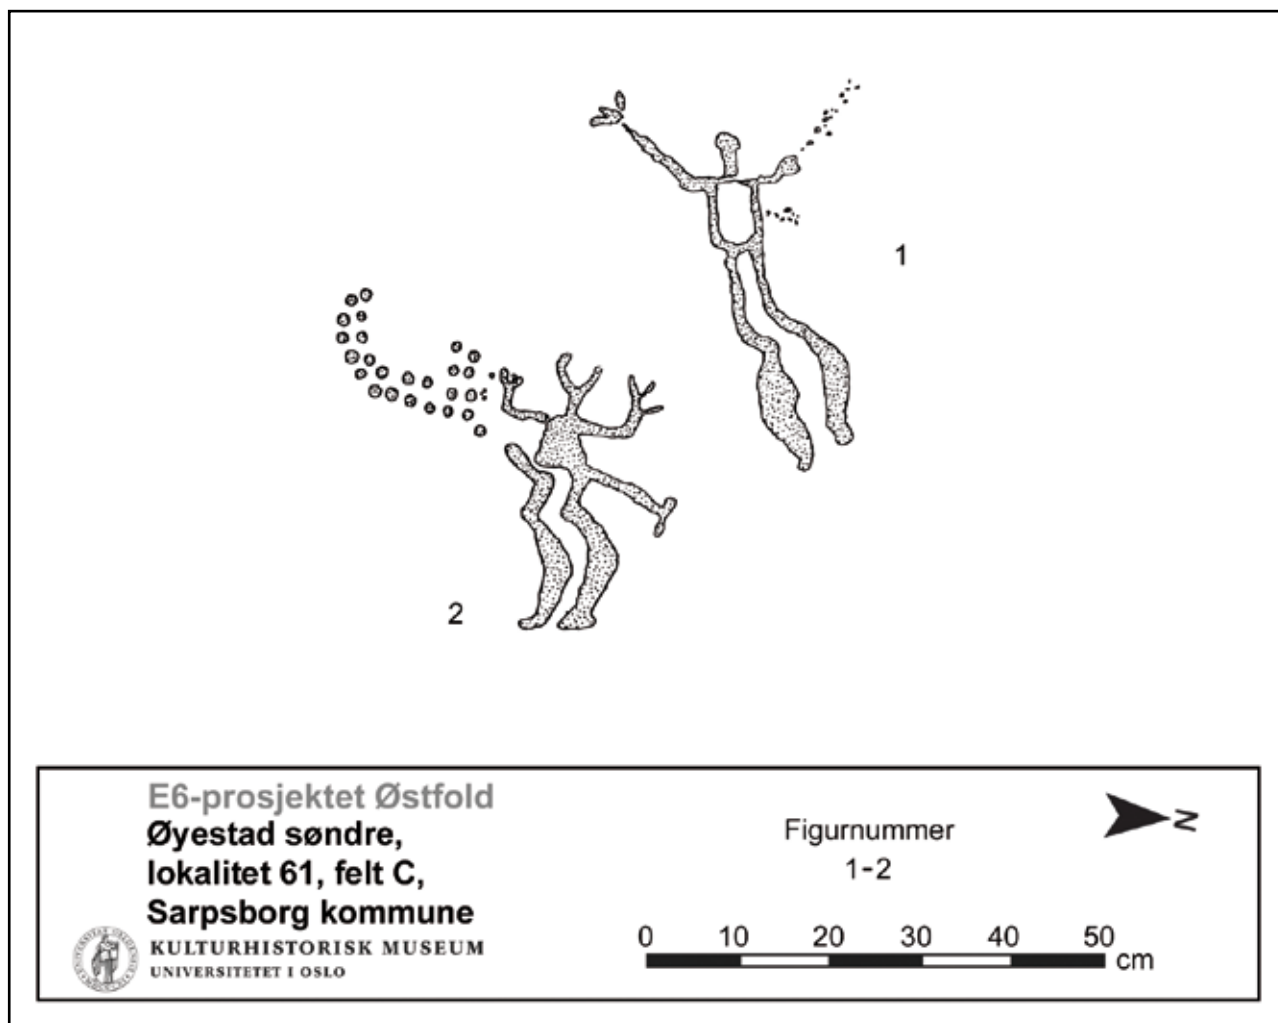 1
2
E6-prosjektet Østfold
Øyestad søndre,
lokalitet 61, felt C,
Sarpsborg kommune
KULTURHISTORISK MUSEUM
UNIVERSITETET I OSLO
Figurnummer
1-2
0 10 20 30 40 50
cm
N